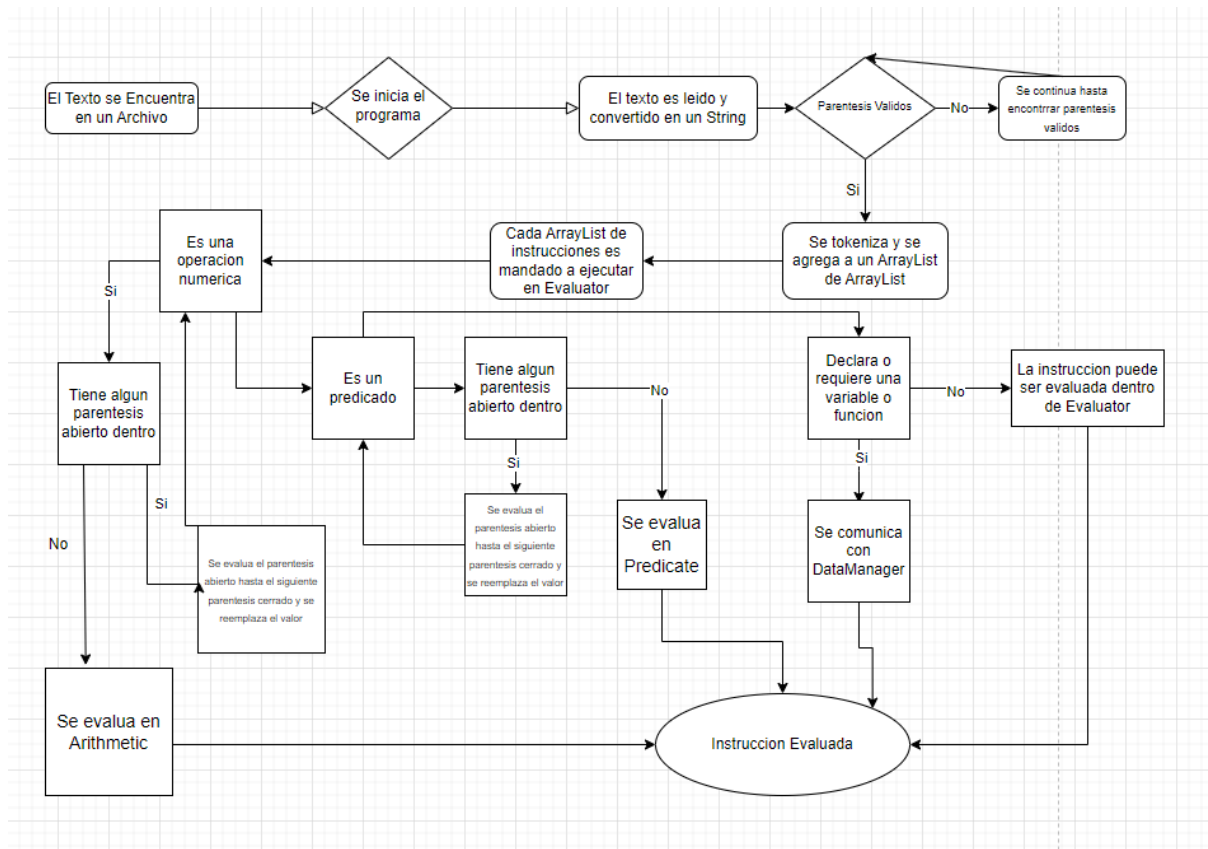 El Texto se Encuentra
en un Archivo
Se inicia el
programa
El texto es leido y
convertido en un String
Parentesis Validos
No
Se continua hasta
encontrrar parentesis
validos
Si
Se tokeniza y se
agrega a un ArrayList
de ArrayList
Cada ArrayList de
instrucciones es
mandado a ejecutar
en Evaluator
Es una
operacion
numerica
Si
Tiene algun
parentesis
abierto dentro
Es un
predicado
Tiene algun
parentesis
abierto dentro
No
Declara o
requiere una
variable o
funcion
No
La instruccion puede
ser evaluada dentro
de Evaluator
Si
Si
Si
No
Se evalua el parentesis
abierto hasta el siguiente
parentesis cerrado y se
reemplaza el valor
Se evalua el
parentesis abierto
hasta el siguiente
parentesis cerrado y
se reemplaza el valor
Se evalua
en
Predicate
Se comunica
con
DataManager
Se evalua en
Arithmetic
Instruccion Evaluada